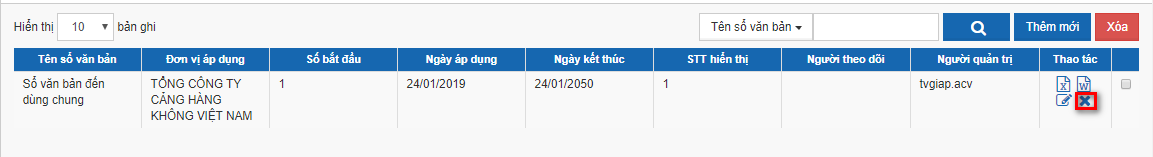 Hiển thị 10 bản ghi Tên sổ văn bản Thêm mới Xóa
Tên sổ văn bản Đơn vị áp dụng Số bắt đầu Ngày áp dụng Ngày kết thúc STT hiển thị Người theo dõi Người quản trị Thao tác
Sổ văn bản đến TỔNG CÔNG TY 1 24/01/2019 24/01/2050 1 tvgiap.acv
dùng chung CẢNG HÀNG
KHÔNG VIỆT NAM